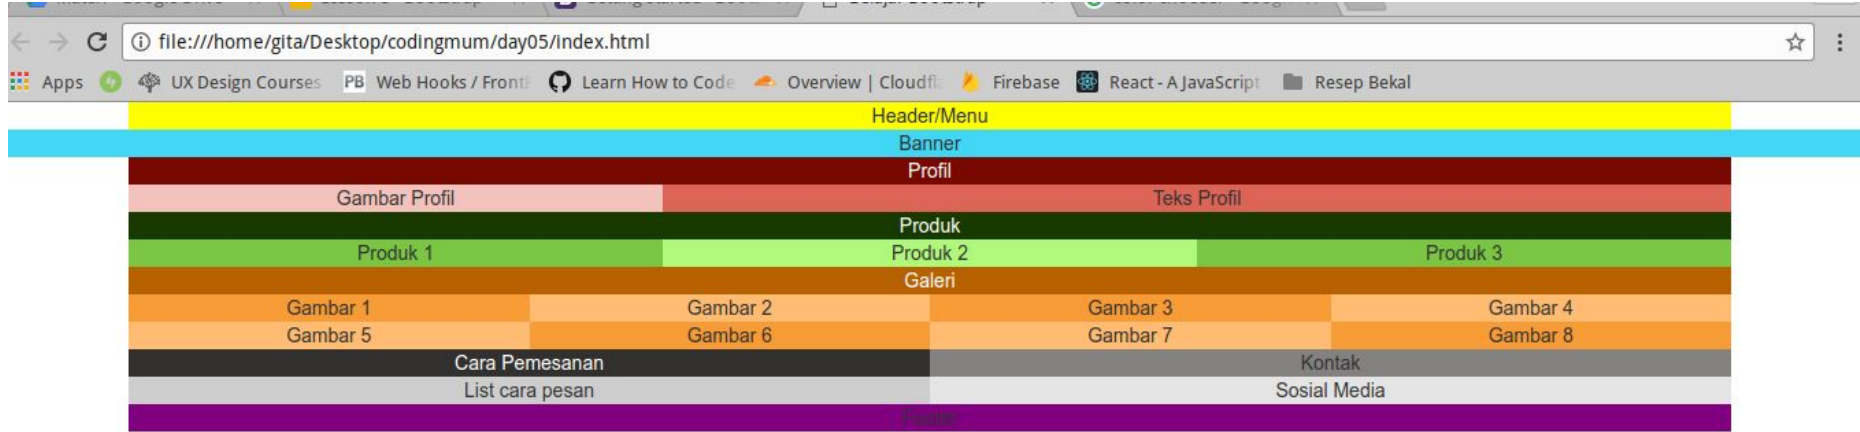 file:///home/gita/Desktop/codingmum/day05/index.html
Apps UX Design Courses PB Web Hooks / Front Learn How to Code Overview | Cloudfl Firebase React - A JavaScript Resep Bekal
Header/Menu
Banner
Profil
Gambar Profil Teks Profil
Produk
Produk 1 Produk 2 Produk 3
Galeri
Gambar 1 Gambar 2 Gambar 3 Gambar 4
Gambar 5 Gambar 6 Gambar 7 Gambar 8
Cara Pemesanan Kontak
List cara pesan Sosial Media
Footer